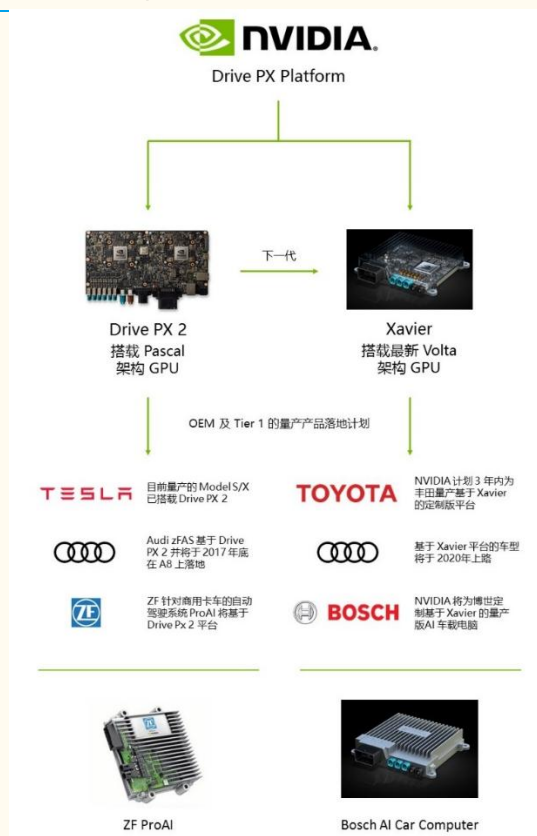 NVIDIA.
Drive PX Platform
下一代
Drive PX 2
搭载 Pascal
架构 GPU
Xavier
搭载最新 Volta
架构 GPU
OEM 及 Tier 1 的量产产品落地计划
TESLA
目前量产的 Model S/X
已搭载 Drive PX 2
TOYOTA
NVIDIA 计划 3 年内为
丰田量产基于 Xavier
的定制版平台
Audi zFAS 基于 Drive
PX 2 并将于 2017 年底
在 A8 上落地
基于 Xavier 平台的车型
将于 2020年上路
ZF
ZF 针对商用卡车的自动
驾驶系统 ProAI 将基于
Drive Px 2 平台
BOSCH
NVIDIA 将为博世定
制基于 Xavier 的量产
版AI 车载电脑
ZF ProAI
Bosch AI Car Computer